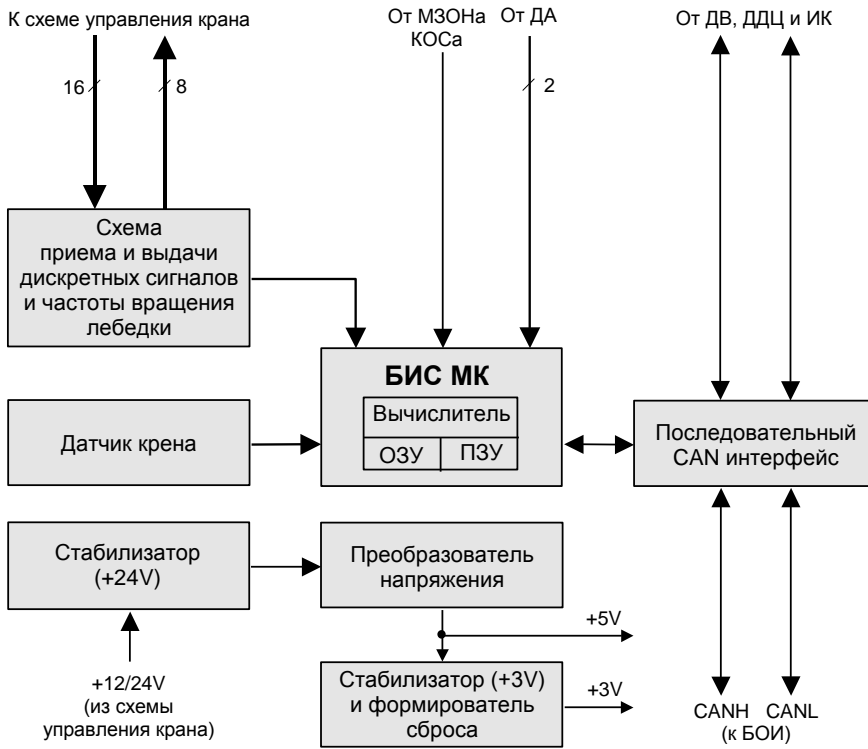 К схеме управления крана
От МЗОНа
КОСа
От ДА
От ДВ, ДДЦ и ИК
16
8
2
Схема
приема и выдачи
дискретных сигналов
и частоты вращения
лебедки
БИС МК
Вычислитель
ОЗУ
ПЗУ
Датчик крена
Последовательный
CAN интерфейс
Стабилизатор
(+24V)
Преобразователь
напряжения
+5V
+12/24V
(из схемы
управления крана)
Стабилизатор (+3V)
и формирователь
сброса
+3V
CANH
CANL
(к БОИ)